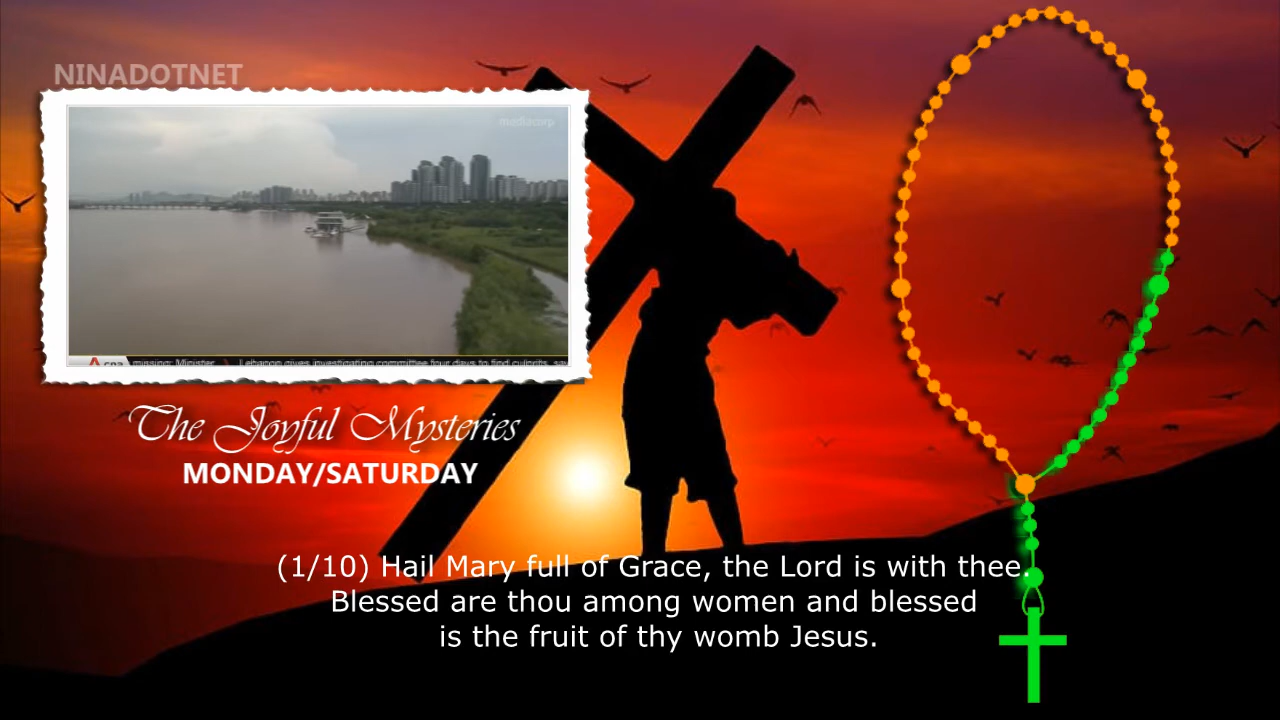 NINADOTNET
mediacorp
cna missing: Minister Lebanon gives investigating committee four days to find culprits, say
The Joyful Mysteries
MONDAY/SATURDAY
(1/10) Hail Mary full of Grace, the Lord is with thee.
Blessed are thou among women and blessed
is the fruit of thy womb Jesus.